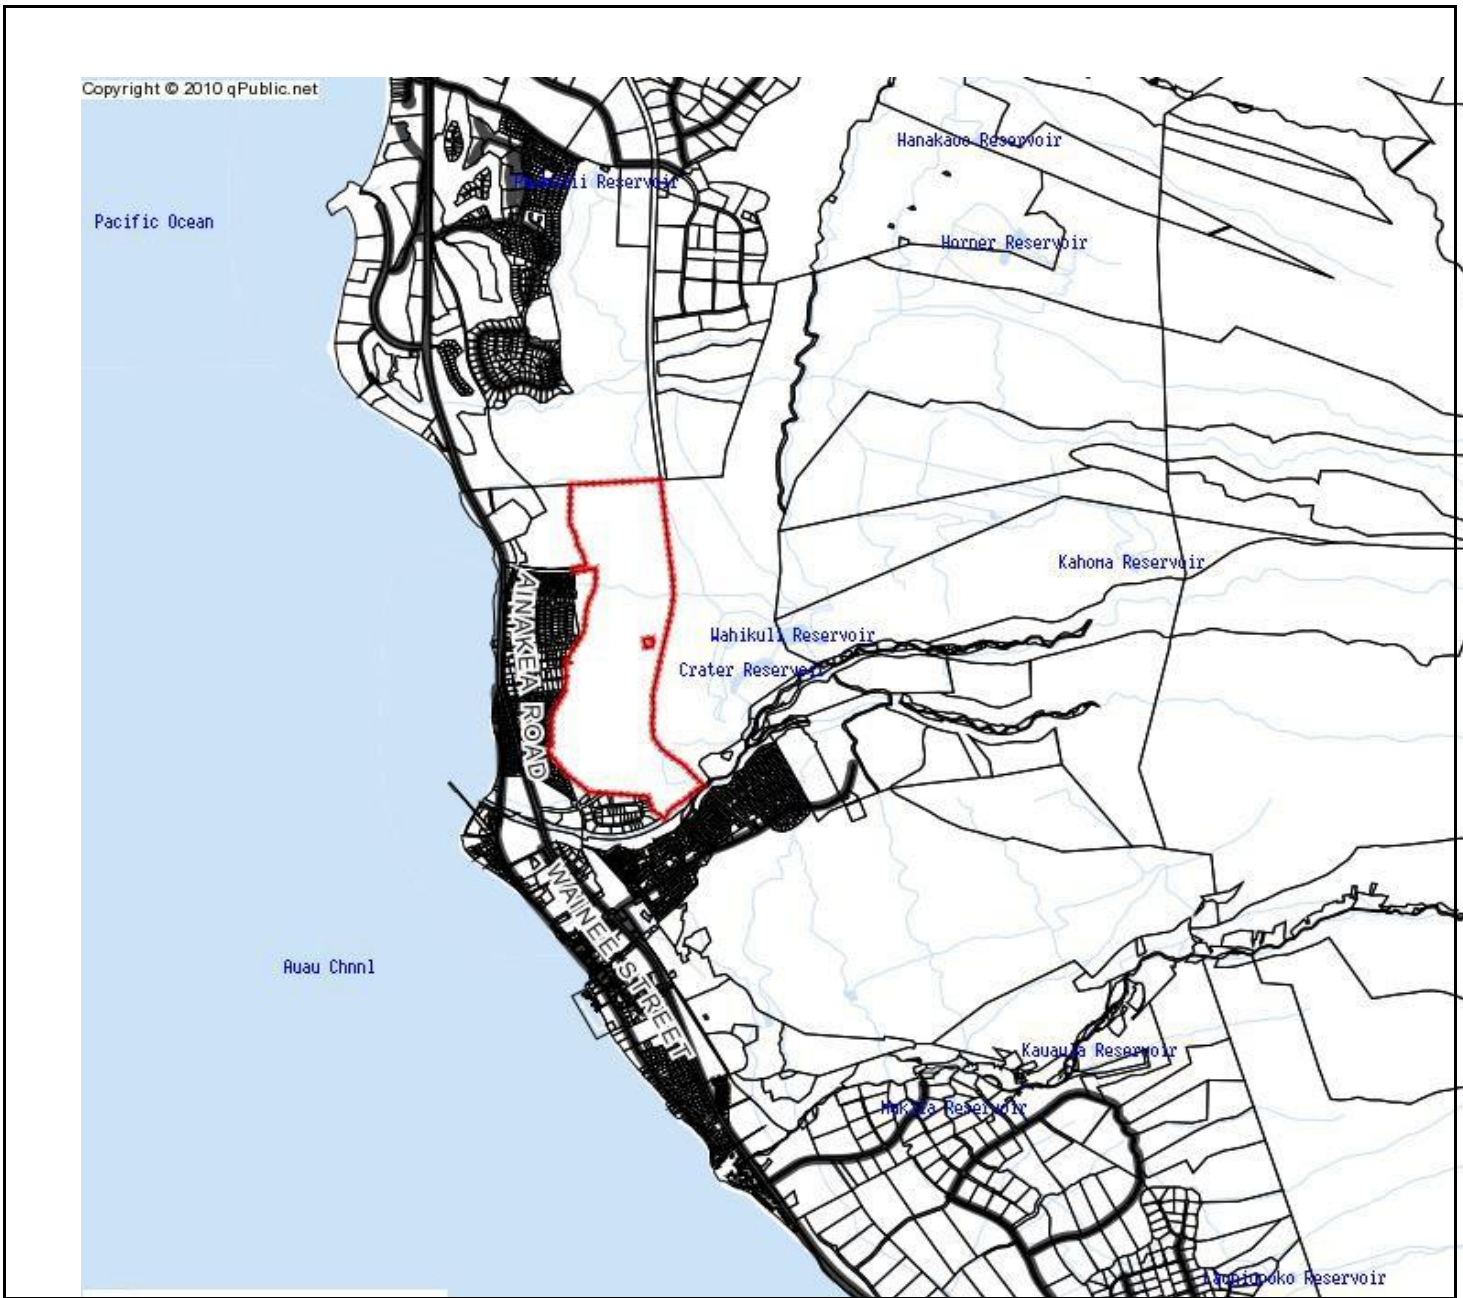 Copyright © 2010 qPublic.net
Hanakaoo Reservoir
Reservoir
Pacific Ocean
Horner Reservoir
Kahoma Reservoir
AINAKEA ROAD
Wahikuli Reservoir
Crater Reservoir
WAINEE STREET
Auau Chnnl
Kauaula Reservoir
Reservoir
Launiupoko Reservoir